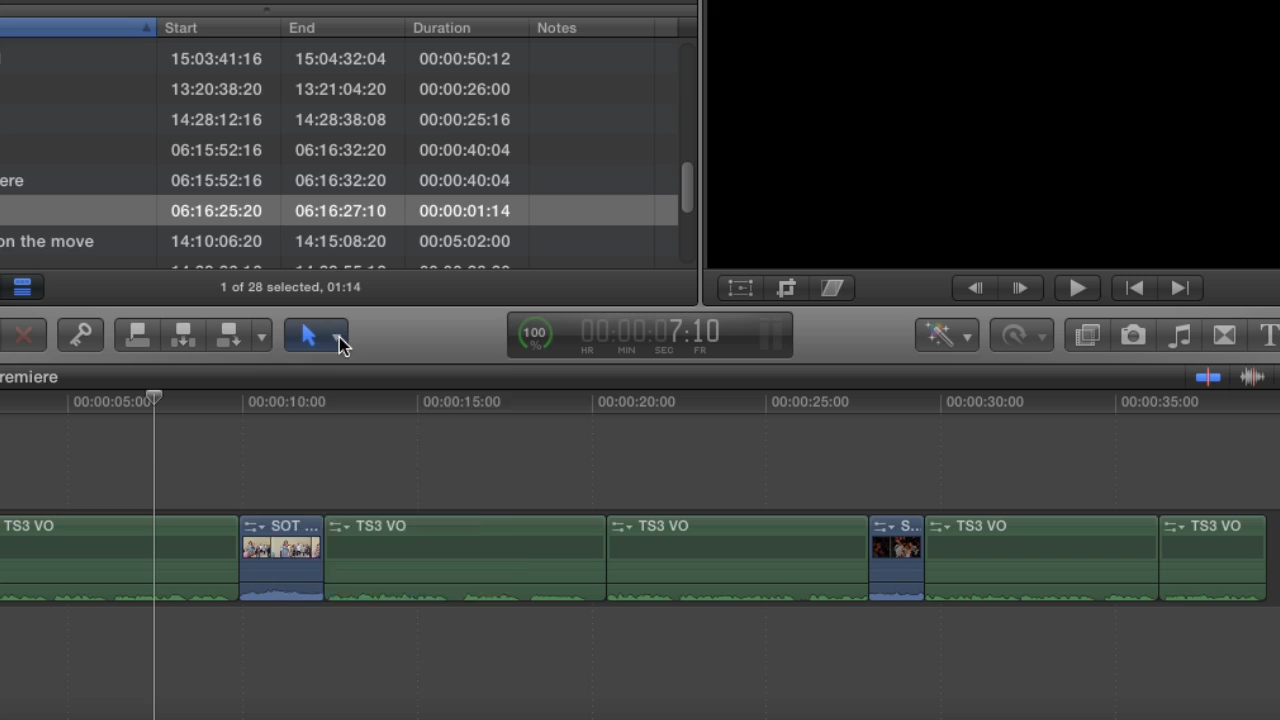 Start End Duration Notes
15:03:41:16 15:04:32:04 00:00:50:12
13:20:38:20 13:21:04:20 00:00:26:00
14:28:12:16 14:28:38:08 00:00:25:16
06:15:52:16 06:16:32:20 00:00:40:04
ere 06:15:52:16 06:16:32:20 00:00:40:04
06:16:25:20 06:16:27:10 00:00:01:14
on the move 14:10:06:20 14:15:08:20 00:05:02:00
1 of 28 selected, 01:14
100 00:00:07:10
% HR MIN SEC FR
remiere
00:00:05:00 00:00:10:00 00:00:15:00 00:00:20:00 00:00:25:00 00:00:30:00 00:00:35:00
TS3 VO SOT ... TS3 VO TS3 VO S.. TS3 VO TS3 VO